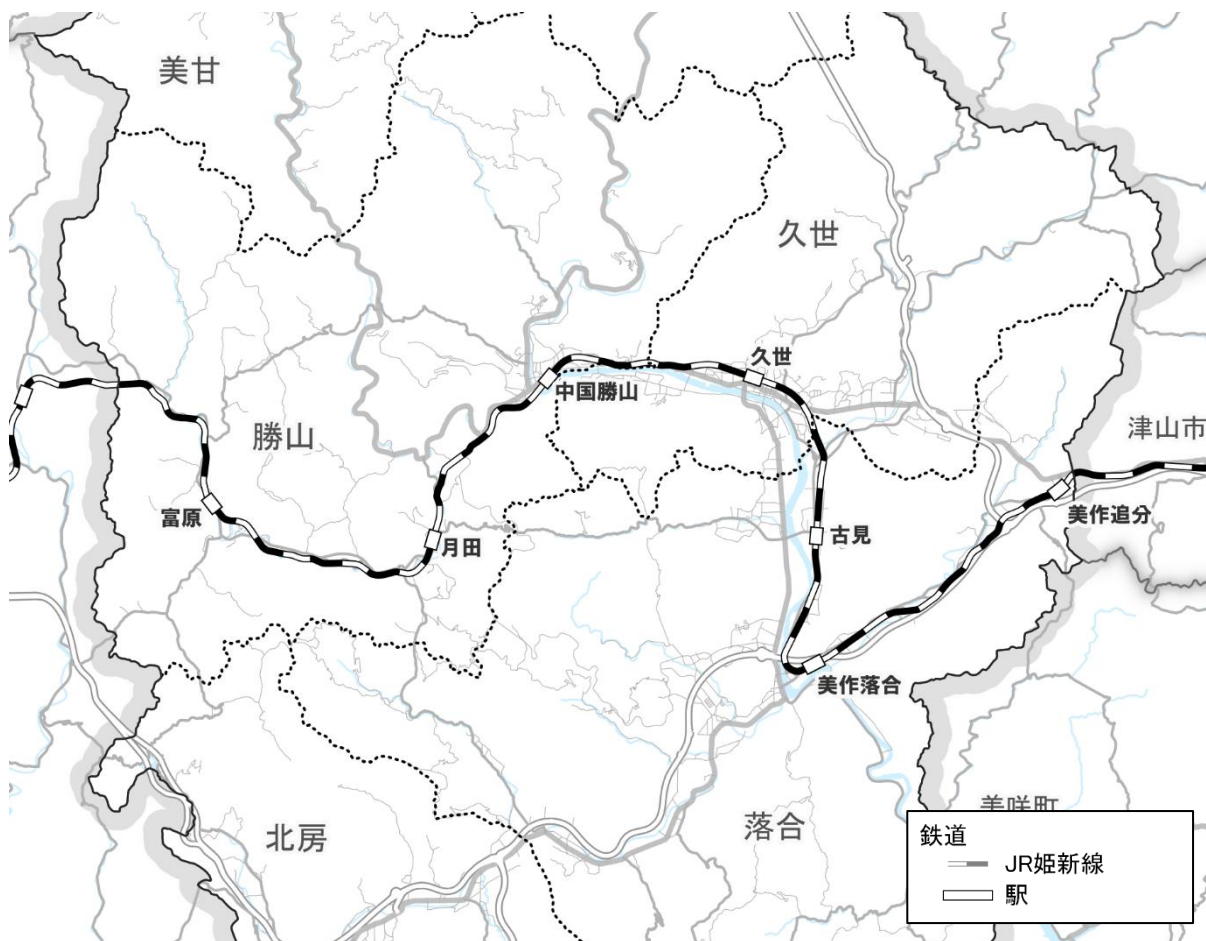 美甘
久世
久世
中国勝山
勝山
津山市
富原
月田
古見
美作追分
美作落合
北房
落合
美咲町
鉄道
JR姫新線
駅